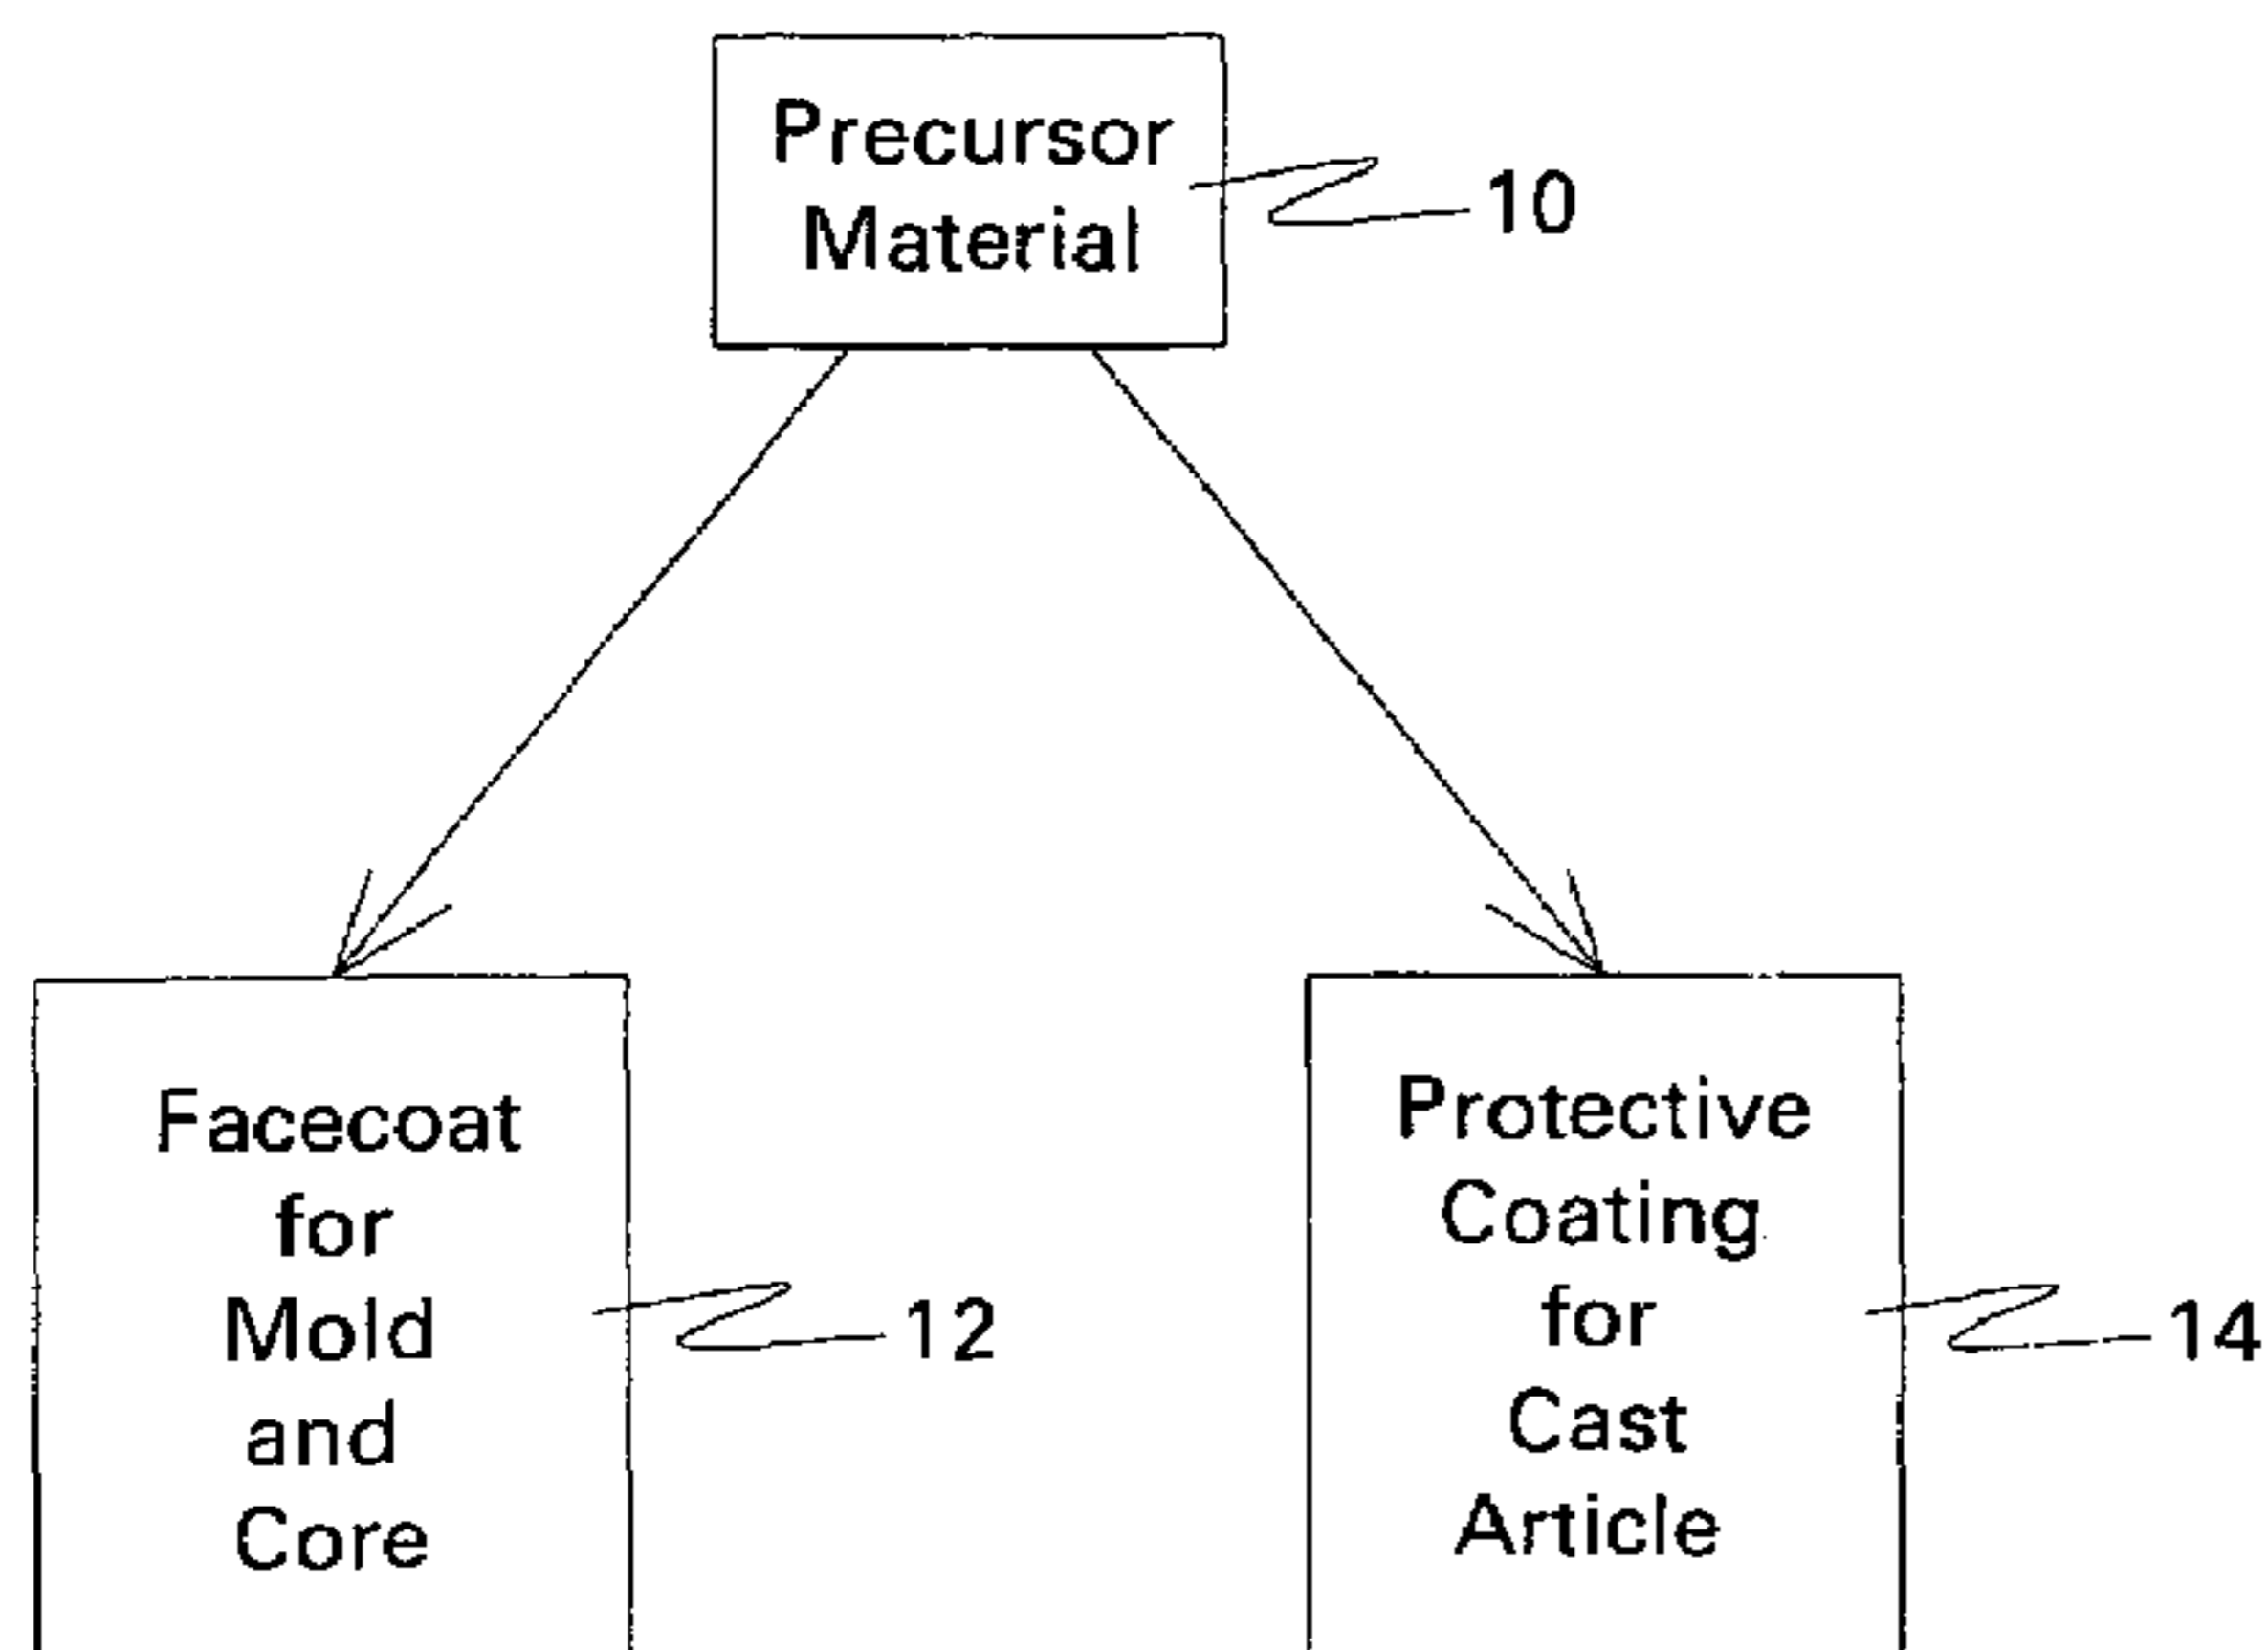 Precursor
Material
10
Facecoat
for
Mold
and
Core
12
Protective
Coating
for
Cast
Article
14